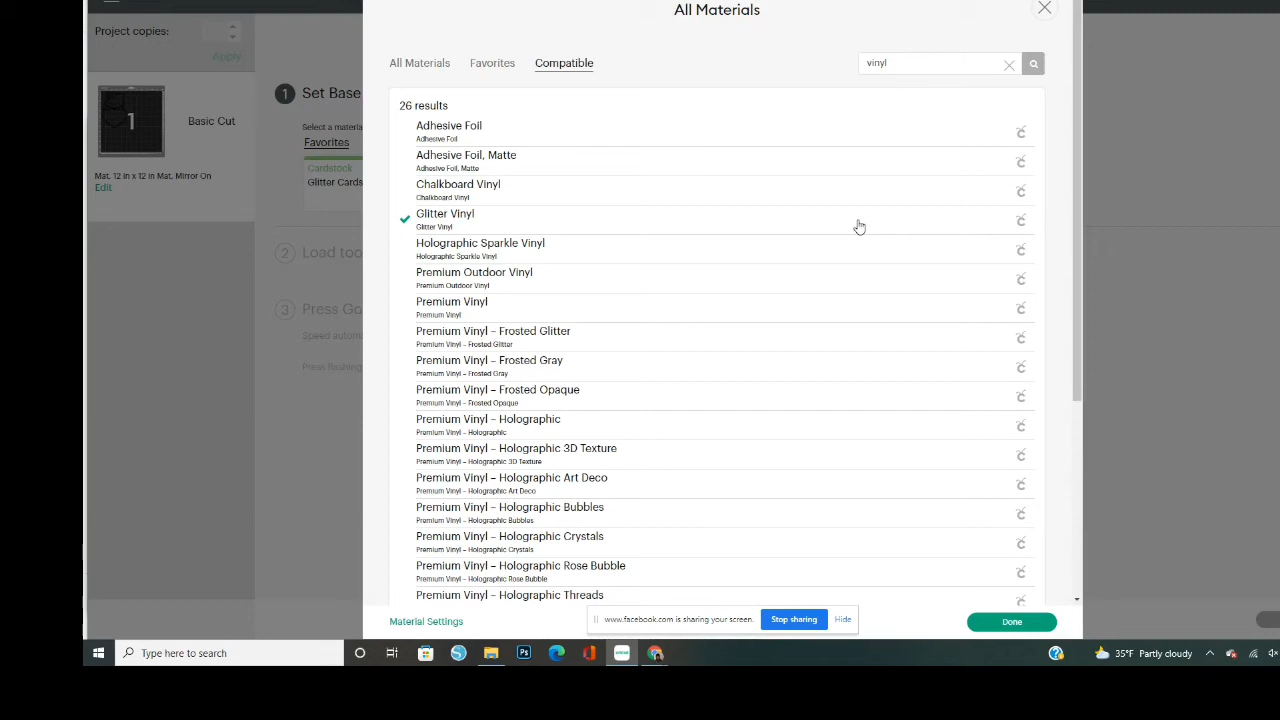 All Materials
Project copies:
Apply
All Materials
Favorites
Compatible
vinyl
1
Basic Cut
Mat, 12 in x 12 in Mat, Mirror On
Edit
1 Set Base
Select a materia
Favorites
Cardstock
Glitter Cards
2 Load too
3 Press Go
Speed automa
Press flashing
26 results
Adhesive Foil
Adhesive Foil
Adhesive Foil, Matte
Adhesive Foil, Matte
Chalkboard Vinyl
Chalkboard Vinyl
Glitter Vinyl
Glitter Vinyl
Holographic Sparkle Vinyl
Holographic Sparkle Vinyl
Premium Outdoor Vinyl
Premium Outdoor Vinyl
Premium Vinyl
Premium Vinyl
Premium Vinyl – Frosted Glitter
Premium Vinyl – Frosted Glitter
Premium Vinyl – Frosted Gray
Premium Vinyl – Frosted Gray
Premium Vinyl – Frosted Opaque
Premium Vinyl – Frosted Opaque
Premium Vinyl – Holographic
Premium Vinyl – Holographic
Premium Vinyl – Holographic 3D Texture
Premium Vinyl – Holographic 3D Texture
Premium Vinyl – Holographic Art Deco
Premium Vinyl – Holographic Art Deco
Premium Vinyl – Holographic Bubbles
Premium Vinyl – Holographic Bubbles
Premium Vinyl – Holographic Crystals
Premium Vinyl – Holographic Crystals
Premium Vinyl – Holographic Rose Bubble
Premium Vinyl – Holographic Rose Bubble
Premium Vinyl – Holographic Threads
Material Settings
www.facebook.com is sharing your screen.
Stop sharing
Hide
Done
Type here to search
35°F Partly cloudy